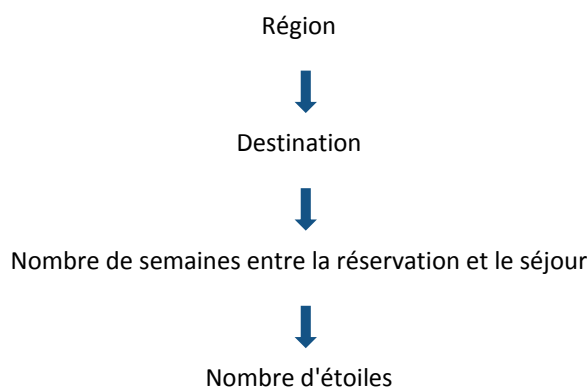 Région
Destination
Nombre de semaines entre la réservation et le séjour
Nombre d'étoiles